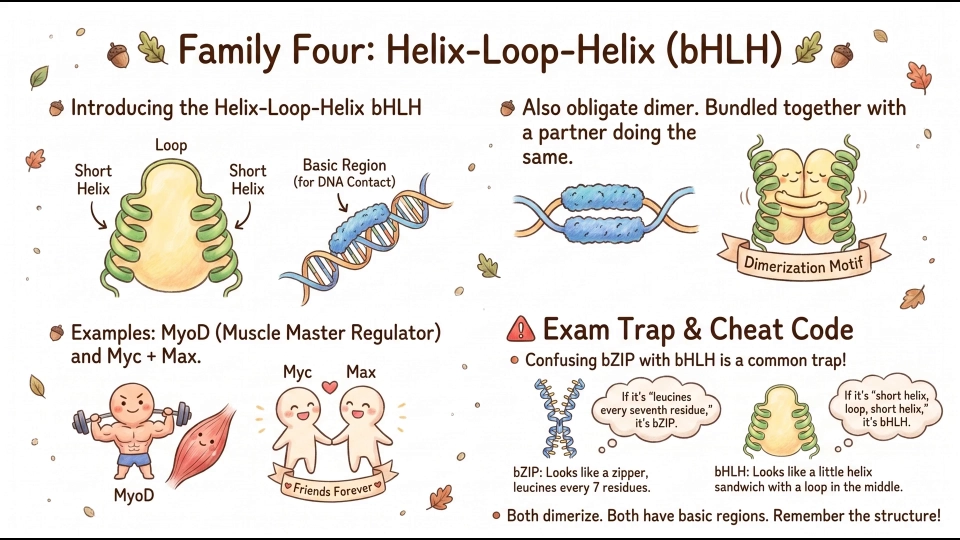 Family Four: Helix-Loop-Helix (bHLH)
Introducing the Helix-Loop-Helix bHLH
Loop
Short
Helix
Short
Helix
Basic Region
(for DNA Contact)
Also obligate dimer. Bundled together with
a partner doing the
same.
Dimerization Motif
Examples: MyoD (Muscle Master Regulator)
and Myc + Max.
MyoD
Myc
Max
Friends Forever
Exam Trap & Cheat Code
Confusing bZIP with bHLH is a common trap!
If it's "leucines
every seventh residue,"
it's bZIP.
bZIP: Looks like a zipper,
leucines every 7 residues.
If it's "short helix,
loop, short helix,"
it's bHLH.
bHLH: Looks like a little helix
sandwich with a loop in the middle.
Both dimerize. Both have basic regions. Remember the structure!